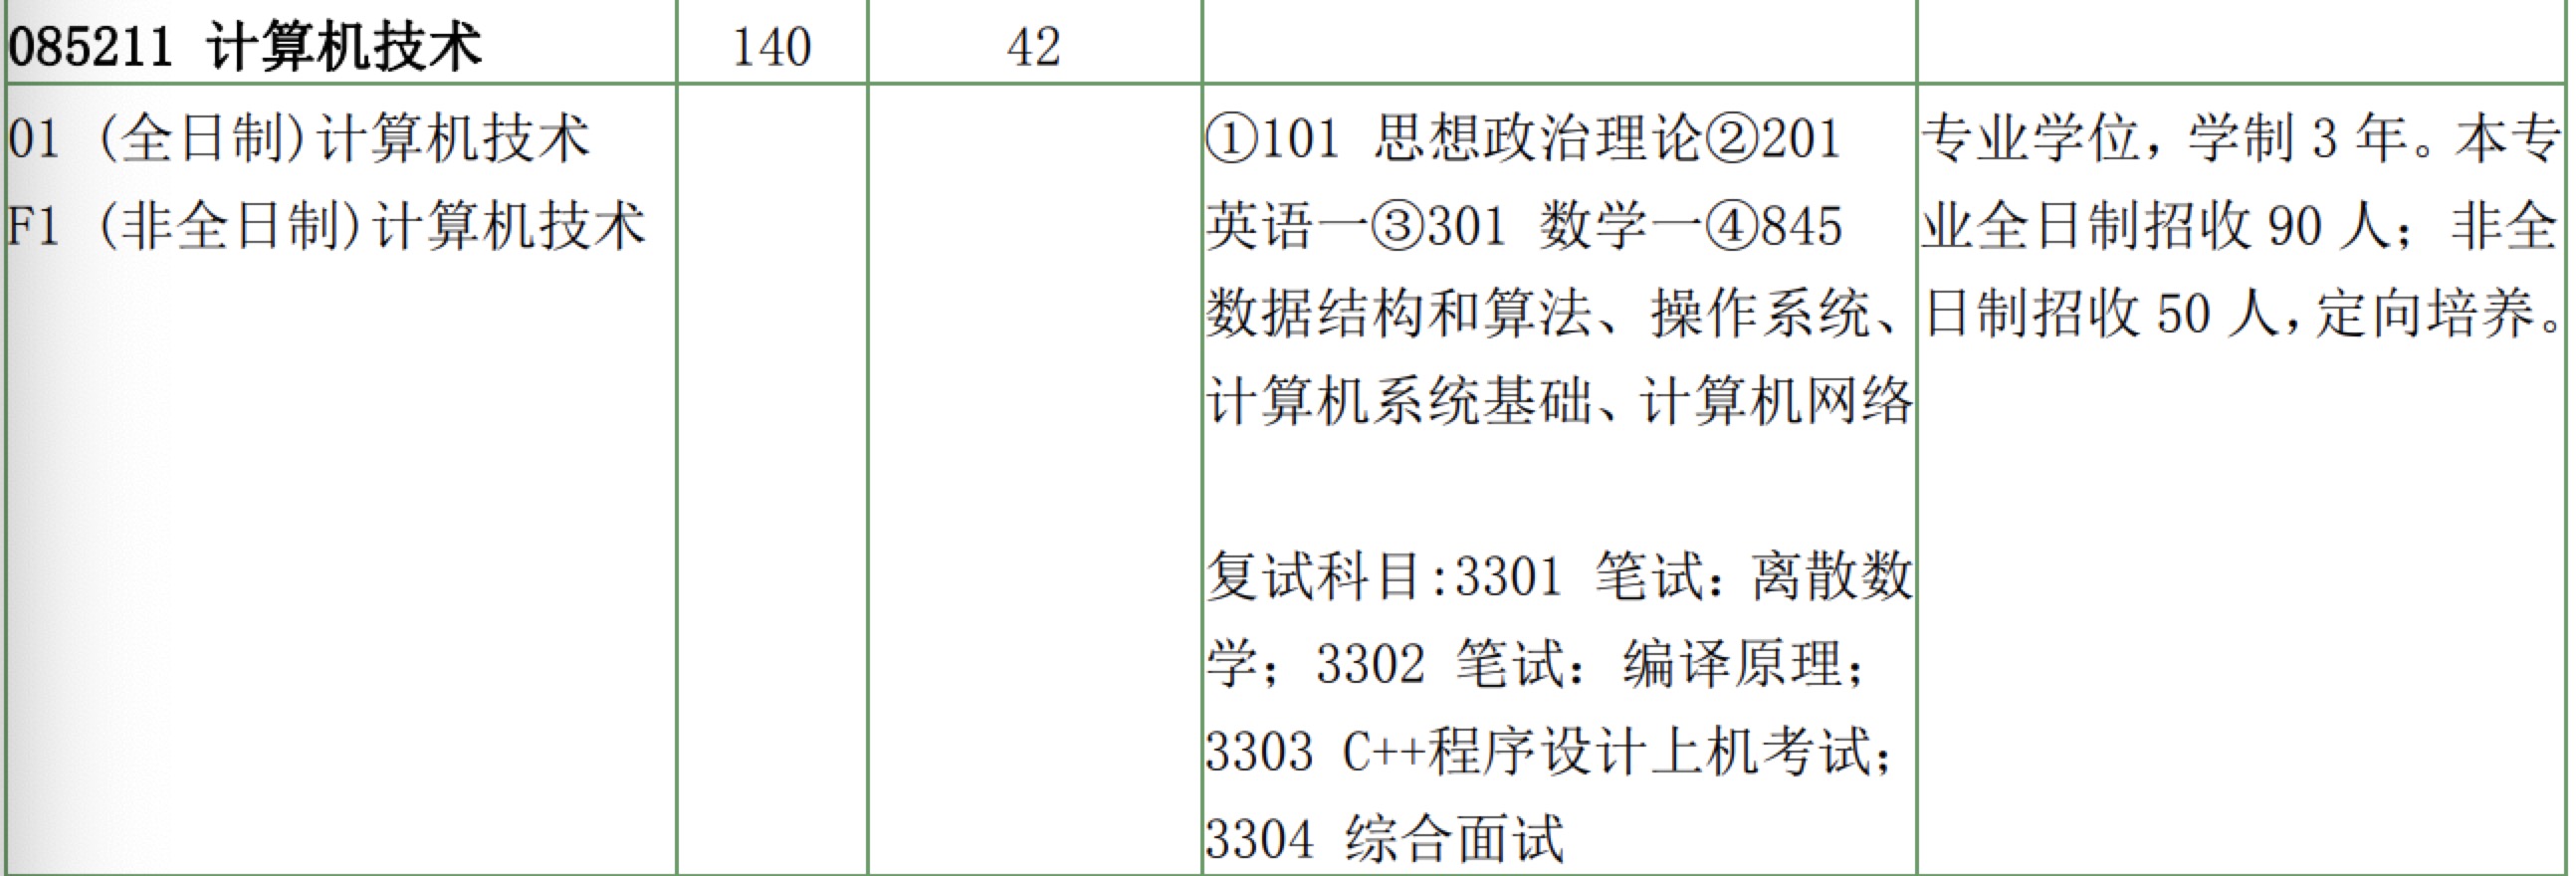 085211 计算机技术 140 42
01 (全日制)计算机技术
F1 (非全日制)计算机技术
①101 思想政治理论②201
英语一③301 数学一④845
数据结构和算法、操作系统、
计算机系统基础、计算机网络
复试科目:3301 笔试：离散数
学；3302 笔试：编译原理；
3303 C++程序设计上机考试；
3304 综合面试
专业学位，学制 3 年。本专
业全日制招收 90 人；非全
日制招收 50 人，定向培养。